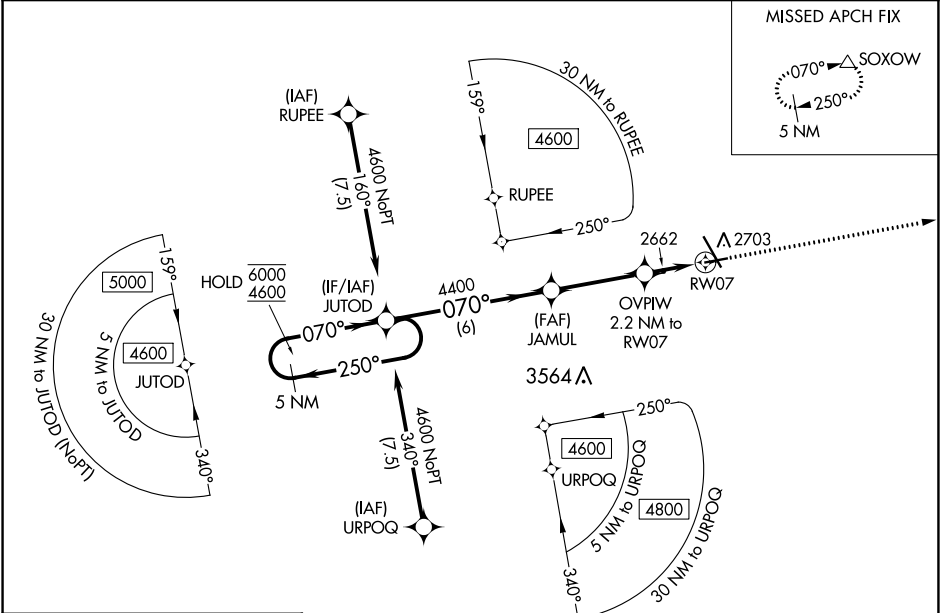 MISSED APCH FIX
070°
SOXOW
250°
5 NM
(IAF)
RUPEE
4600 NoPT
160°
(7.5)
30 NM to RUPEE
159°
4600
RUPEE
250°
2662
2703
RW07
OVPIW
2.2 NM to
RW07
5000
159°
4600
JUTOD
5 NM to JUTOD
30 NM to JUTOD (NoPT)
340°
HOLD
6000
4600
(IF/IAF)
JUTOD
070°
250°
5 NM
4400
070°
(6)
(FAF)
JAMUL
3564
4600 NoPT
340°
(7.5)
(IAF)
URPOQ
250°
4600
URPOQ
4800
5 NM to URPOQ
30 NM to URPOQ
340°